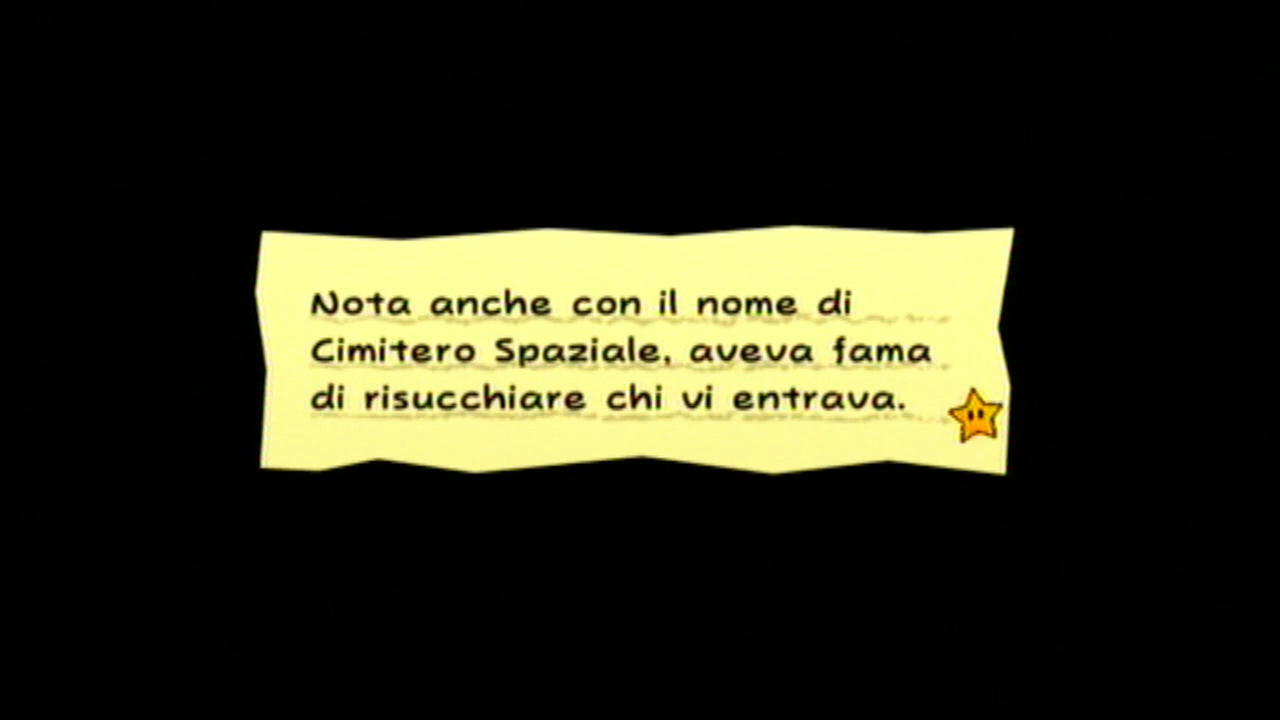 Nota anche con il nome di
Cimitero Spaziale, aveva fama
di risucchiare chi vi entrava.